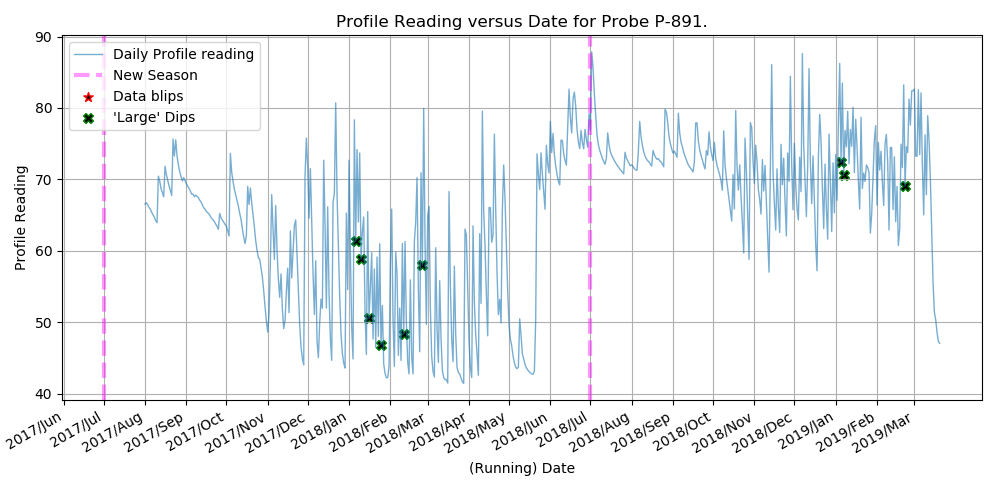 Profile Reading versus Date for Probe P-891.
Daily Profile reading
New Season
Data blips
'Large' Dips
Profile Reading
90
80
70
60
50
40
2017/Jun
2017/Jul
2017/Aug
2017/Sep
2017/Oct
2017/Nov
2017/Dec
2018/Jan
2018/Feb
2018/Mar
2018/Apr
2018/May
2018/Jun
2018/Jul
2018/Aug
2018/Sep
2018/Oct
2018/Nov
2018/Dec
2019/Jan
2019/Feb
2019/Mar
(Running) Date